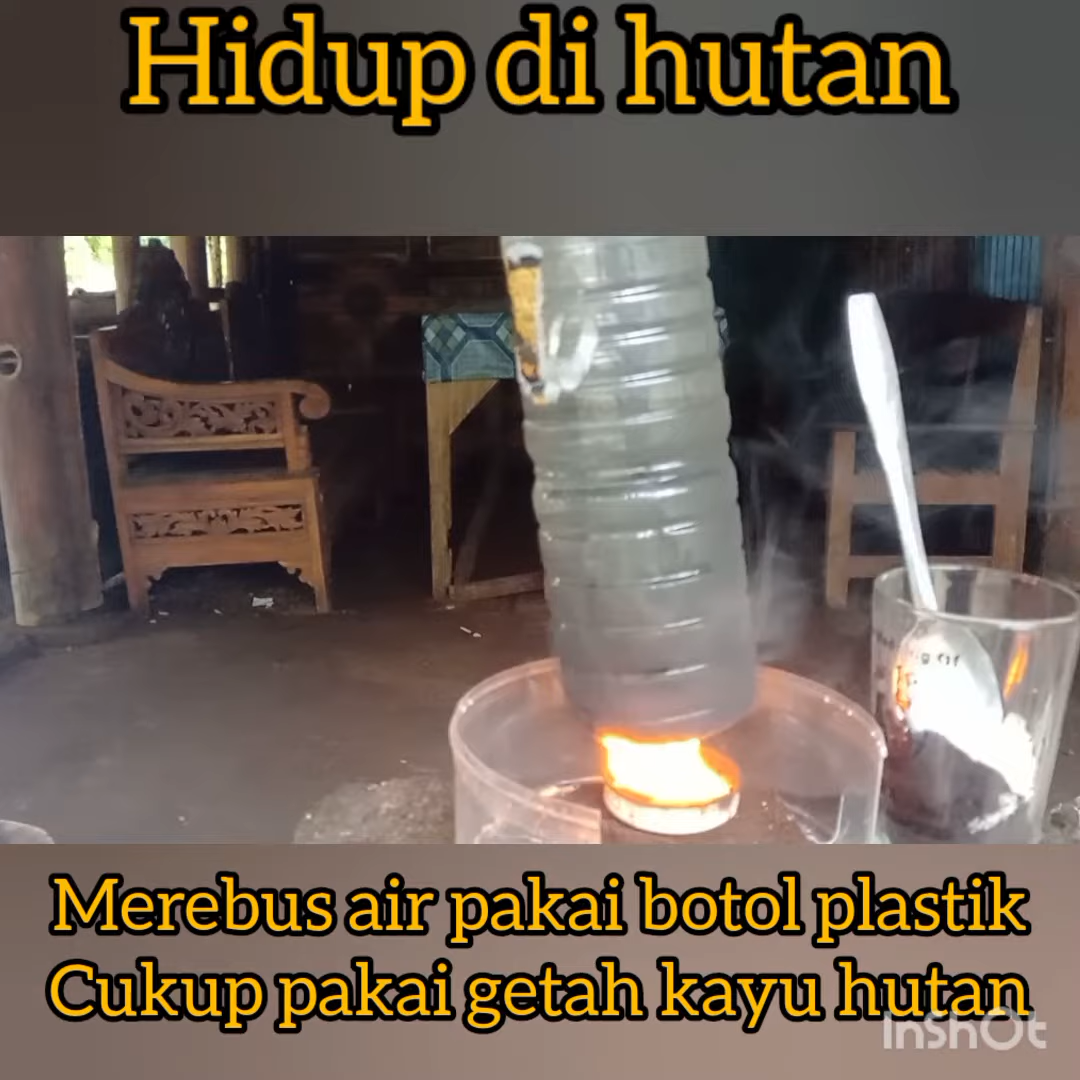 Hidup di hutan
Merebus air pakai botol plastik
Cukup pakai getah kayu hutan
InShOt